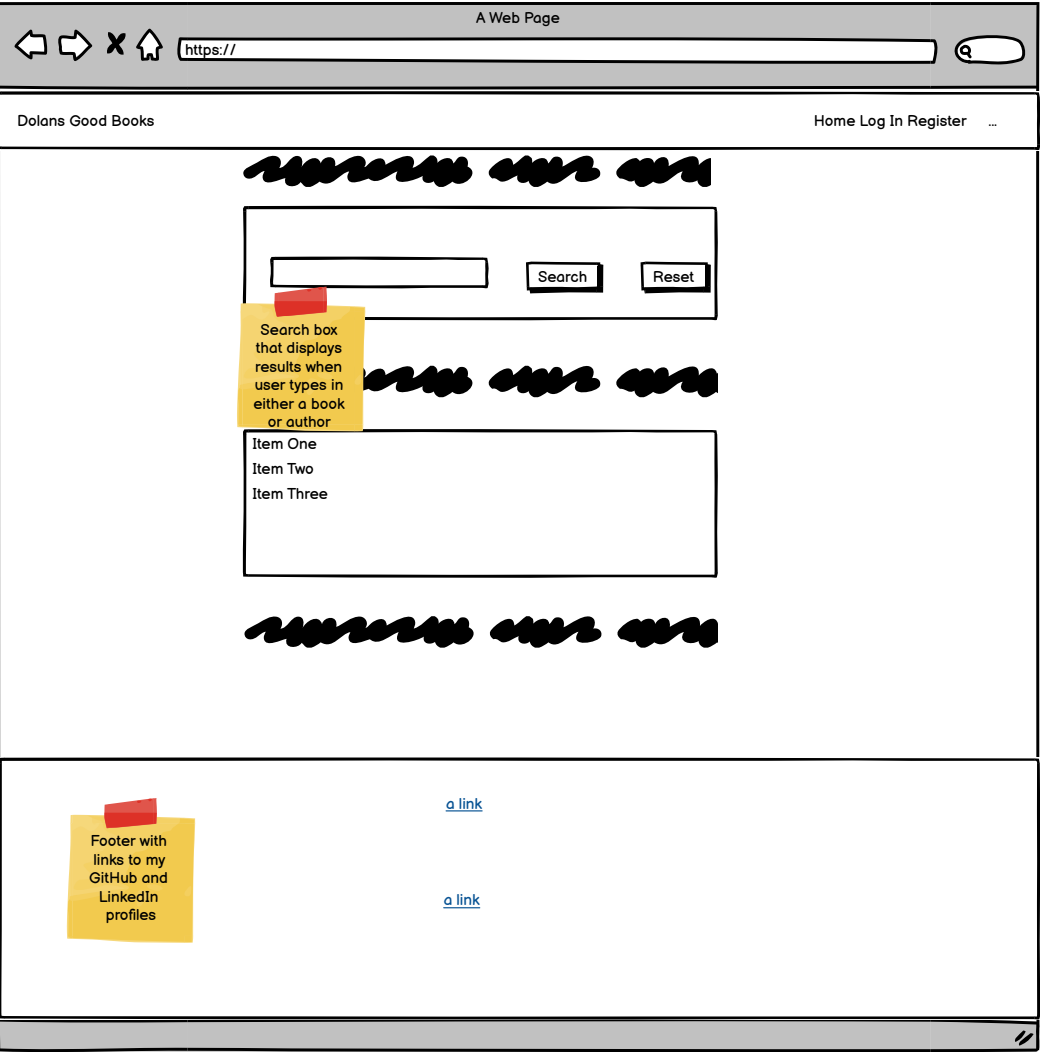 A Web Page
https://
Dolans Good Books
Home Log In Register ...
Search
Reset
Search box
that displays
results when
user types in
either a book
or author
Item One
Item Two
Item Three
a link
Footer with
links to my
GitHub and
LinkedIn
profiles
a link